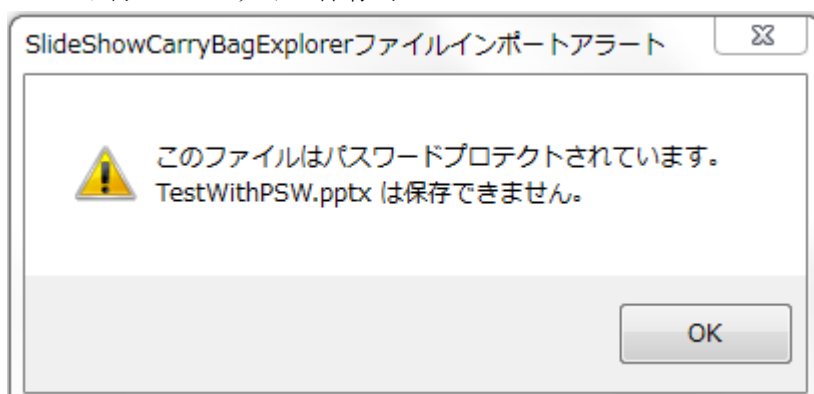 SlideShowCarryBagExplorerファイルインポートアラート
このファイルはパスワードプロテクトされています。
TestWithPSW.pptx は保存できません。
OK